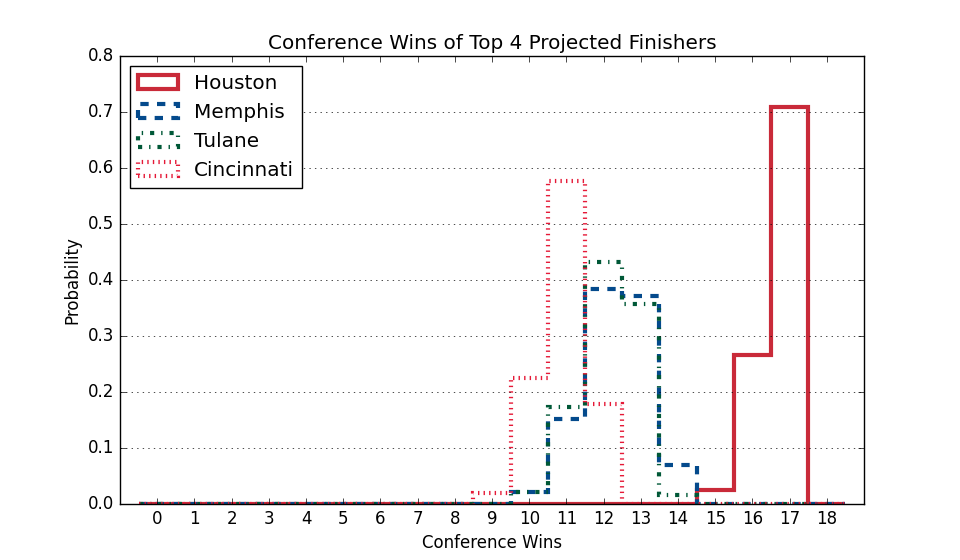 Conference Wins of Top 4 Projected Finishers
0.8
0.7
0.6
0.5
0.4
0.3
0.2
0.1
0.0
Probability
Houston
Memphis
Tulane
Cincinnati
0 1 2 3 4 5 6 7 8 9 10 11 12 13 14 15 16 17 18
Conference Wins